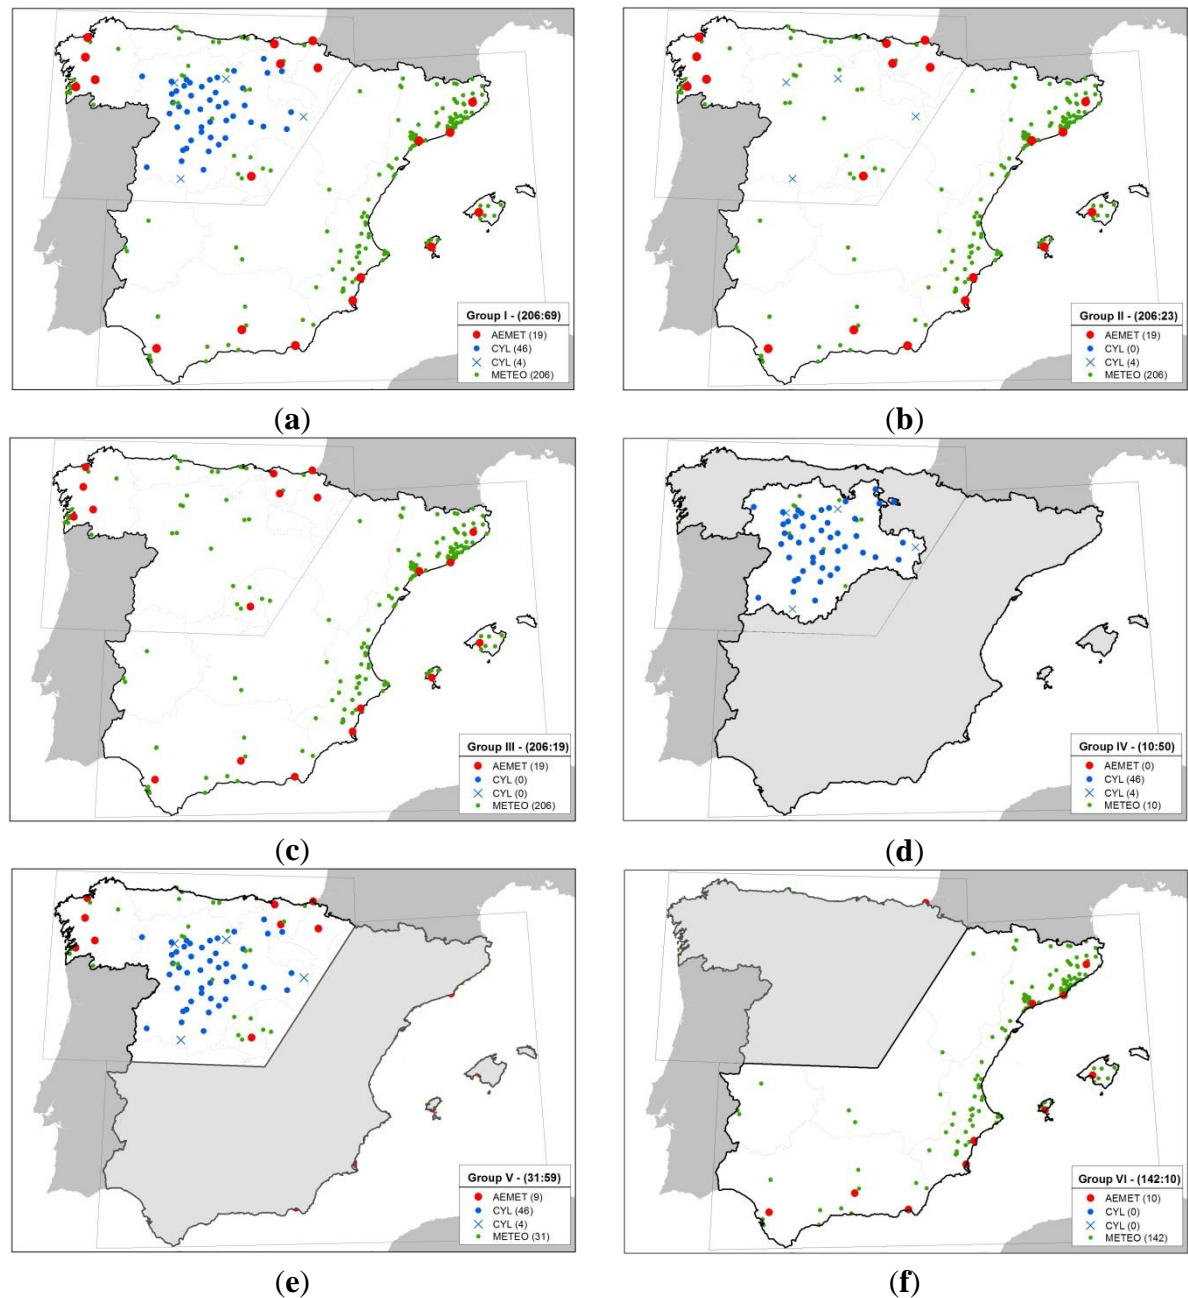 Group I - (206:69)
AEMET (19)
CYL (46)
CYL (4)
METEO (206)
(a)
Group II - (206:23)
AEMET (19)
CYL (0)
CYL (4)
METEO (206)
(b)
Group III - (206:19)
AEMET (19)
CYL (0)
CYL (0)
METEO (206)
(c)
Group IV - (10:50)
AEMET (0)
CYL (46)
CYL (4)
METEO (10)
(d)
Group V - (31:59)
AEMET (9)
CYL (46)
CYL (4)
METEO (31)
(e)
Group VI - (142:10)
AEMET (10)
CYL (0)
CYL (0)
METEO (142)
(f)